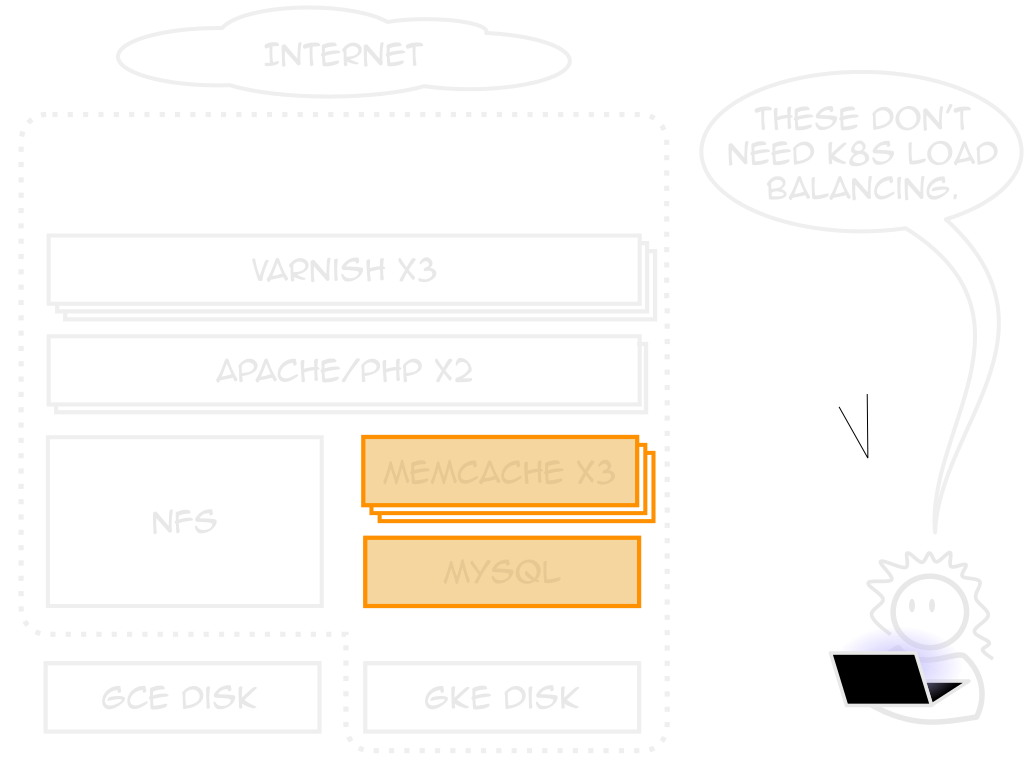 INTERNET
THESE DON'T
NEED K8S LOAD
BALANCING.
VARNISH X3
APACHE/PHP X2
MEMCACHE X3
NFS
MYSQL
GCE DISK
GKE DISK